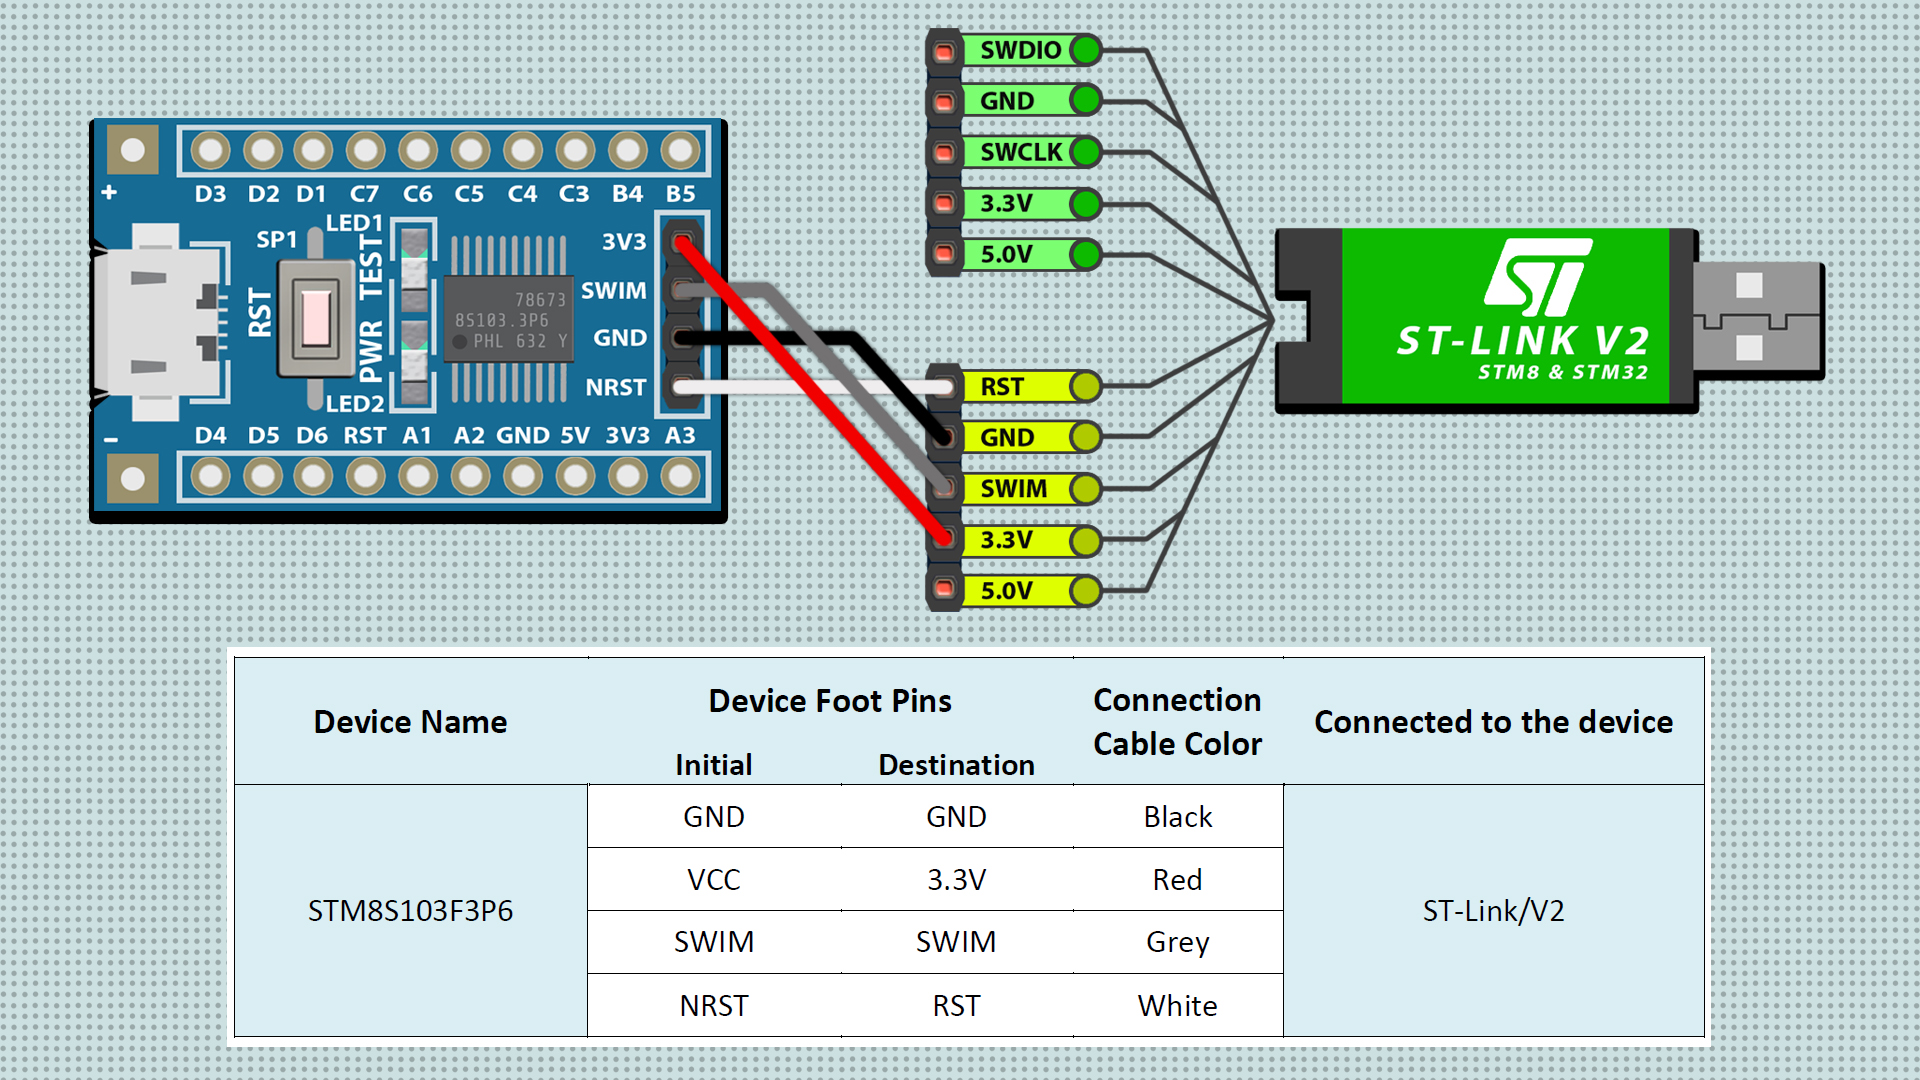 SWDIO
GND
SWCLK
3.3V
5.0V
+
D3 D2 D1 C7 C6 C5 C4 C3 B4 B5
SP1
LED1
RST
TEST
PWR
LED2
78673
8S103.3P6
PHL 632 Y
3V3
SWIM
GND
NRST
-
D4 D5 D6 RST A1 A2 GND 5V 3V3 A3
RST
GND
SWIM
3.3V
5.0V
ST
ST-LINK V2
STM8 & STM32
Device Name
Device Foot Pins
Initial Destination
Connection
Cable Color
Connected to the device
STM8S103F3P6
GND GND Black
VCC 3.3V Red
SWIM SWIM Grey
NRST RST White
ST-Link/V2